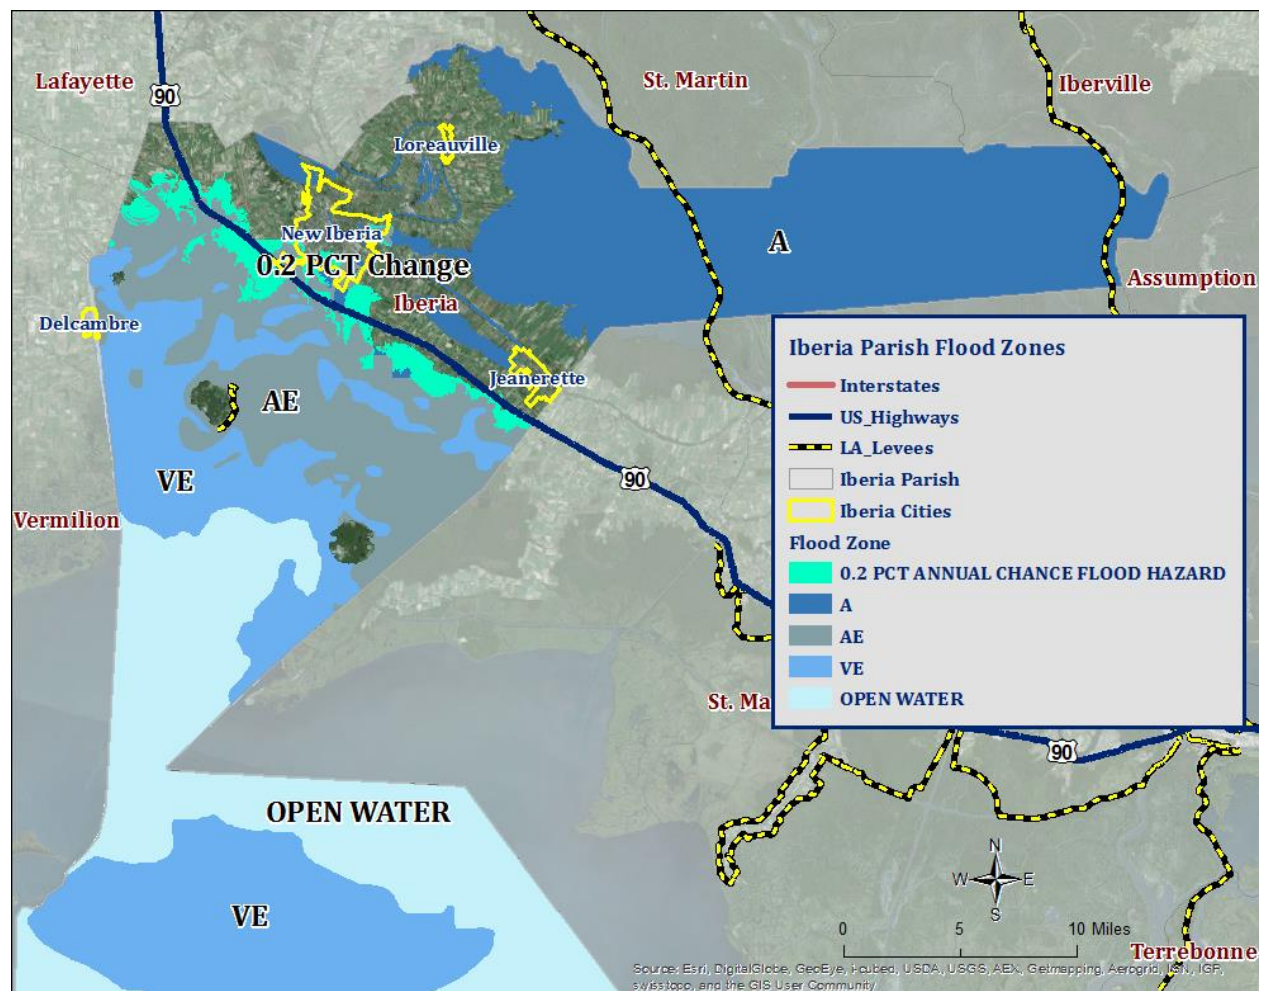 Lafayette
90
St. Martin
Iberville
Loreauville
New Iberia
A
0.2 PCT Change
Assumption
Iberia
Delcambre
Jeanerette
AE
VE
90
Vermilion
Iberia Parish Flood Zones
Interstates
US_Highways
LA_Levees
Iberia Parish
Iberia Cities
Flood Zone
0.2 PCT ANNUAL CHANCE FLOOD HAZARD
A
AE
VE
OPEN WATER
St. Ma
90
OPEN WATER
VE
N
W E
S
0 5 10 Miles
Terrebonne
Source: Esri, DigitalGlobe, GeoEye, i-cubed, USDA, USGS, AEX, Getmapping, Aerogrid, IGN, IGP,
swisstopo, and the GIS User Community